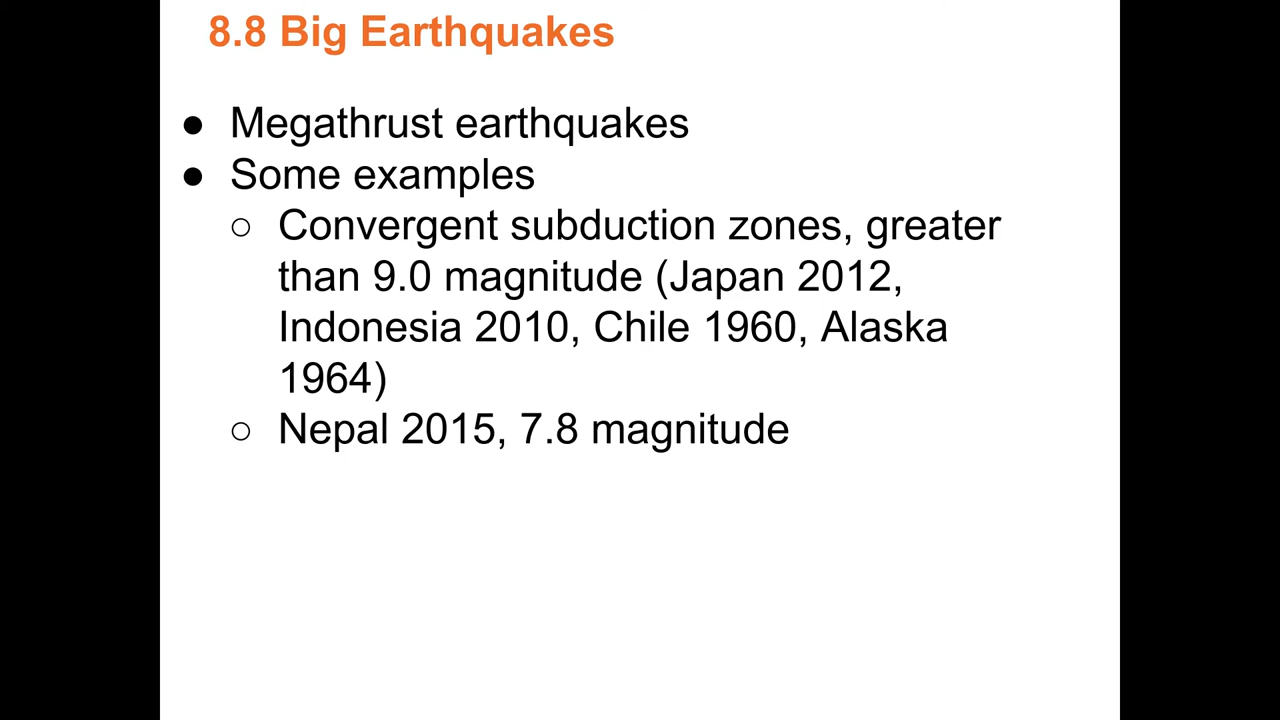 8.8 Big Earthquakes
● Megathrust earthquakes
● Some examples
○ Convergent subduction zones, greater
than 9.0 magnitude (Japan 2012,
Indonesia 2010, Chile 1960, Alaska
1964)
○ Nepal 2015, 7.8 magnitude